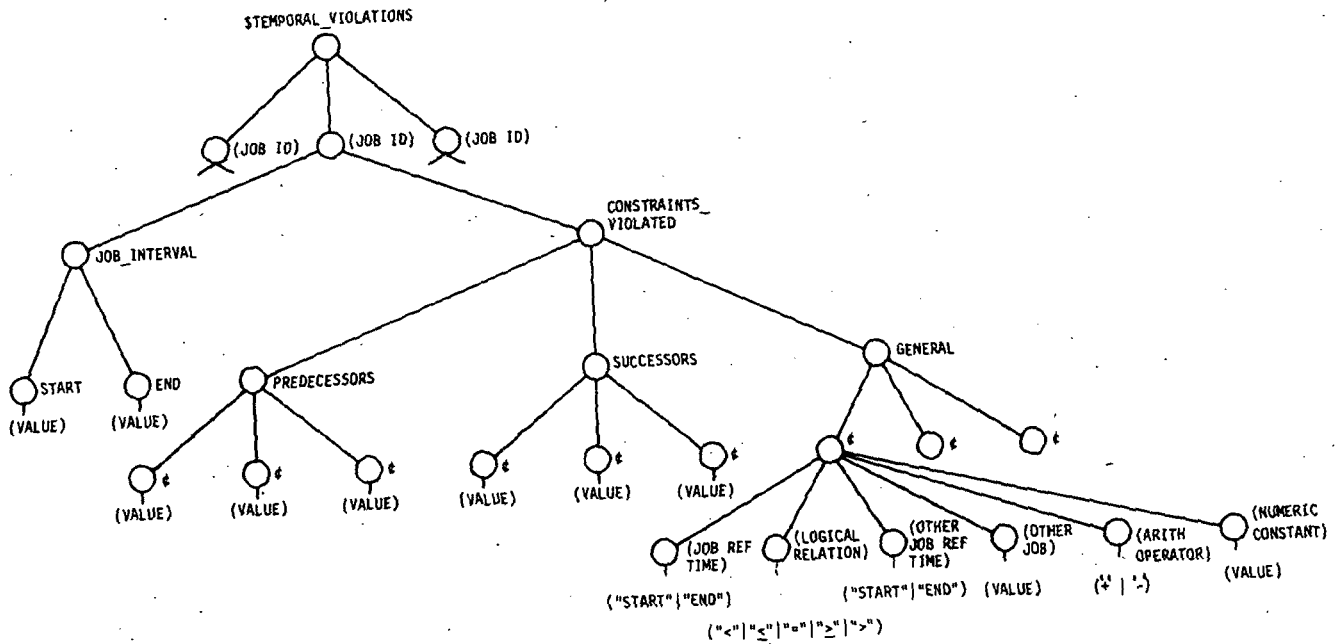 $TEMPORAL_VIOLATIONS
(JOB ID)
(JOB ID)
(JOB ID)
CONSTRAINTS_
VIOLATED
JOB_INTERVAL
GENERAL
SUCCESSORS
START
END
PREDECESSORS
(VALUE)
(VALUE)
¢
¢
¢
¢
¢
¢
¢
¢
¢
(VALUE)
(VALUE)
(VALUE)
(VALUE)
(VALUE)
(VALUE)
(JOB REF
TIME)
(LOGICAL
RELATION)
(OTHER
JOB REF
TIME)
(OTHER
JOB)
(ARITH
OPERATOR)
(NUMERIC
CONSTANT)
("START"|"END")
("START"|"END")
(VALUE)
("+" | "-")
(VALUE)
("<"|"≤"|"="|"≥"|">")